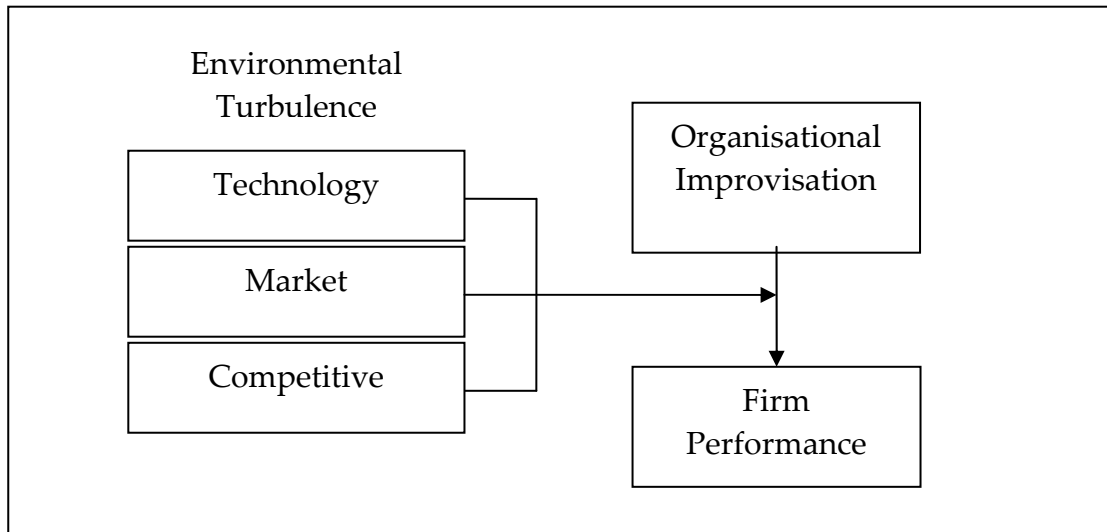 Environmental
Turbulence
Technology
Market
Competitive
Organisational
Improvisation
Firm
Performance